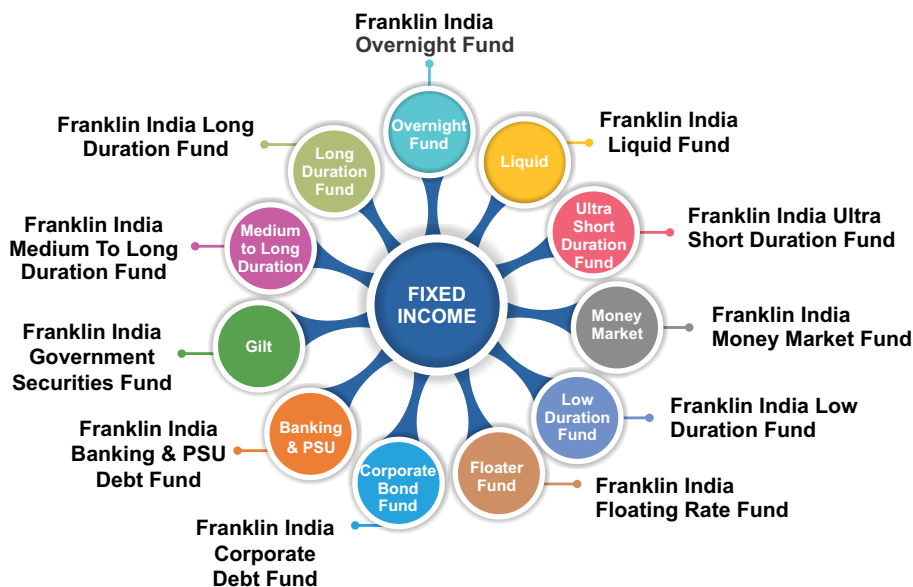 Franklin India
Overnight Fund
Overnight
Fund
Franklin India
Liquid Fund
Liquid
Franklin India Ultra
Short Duration Fund
Ultra
Short
Duration
Fund
Franklin India
Money Market Fund
Money
Market
Franklin India Low
Duration Fund
Low
Duration
Fund
Franklin India
Floating Rate Fund
Floater
Fund
Franklin India
Corporate
Debt Fund
Corporate
Bond
Fund
Franklin India
Banking & PSU
Debt Fund
Banking
& PSU
Franklin India
Government
Securities Fund
Gilt
Franklin India
Medium To Long
Duration Fund
Medium
to Long
Duration
Franklin India Long
Duration Fund
Long
Duration
Fund
FIXED
INCOME